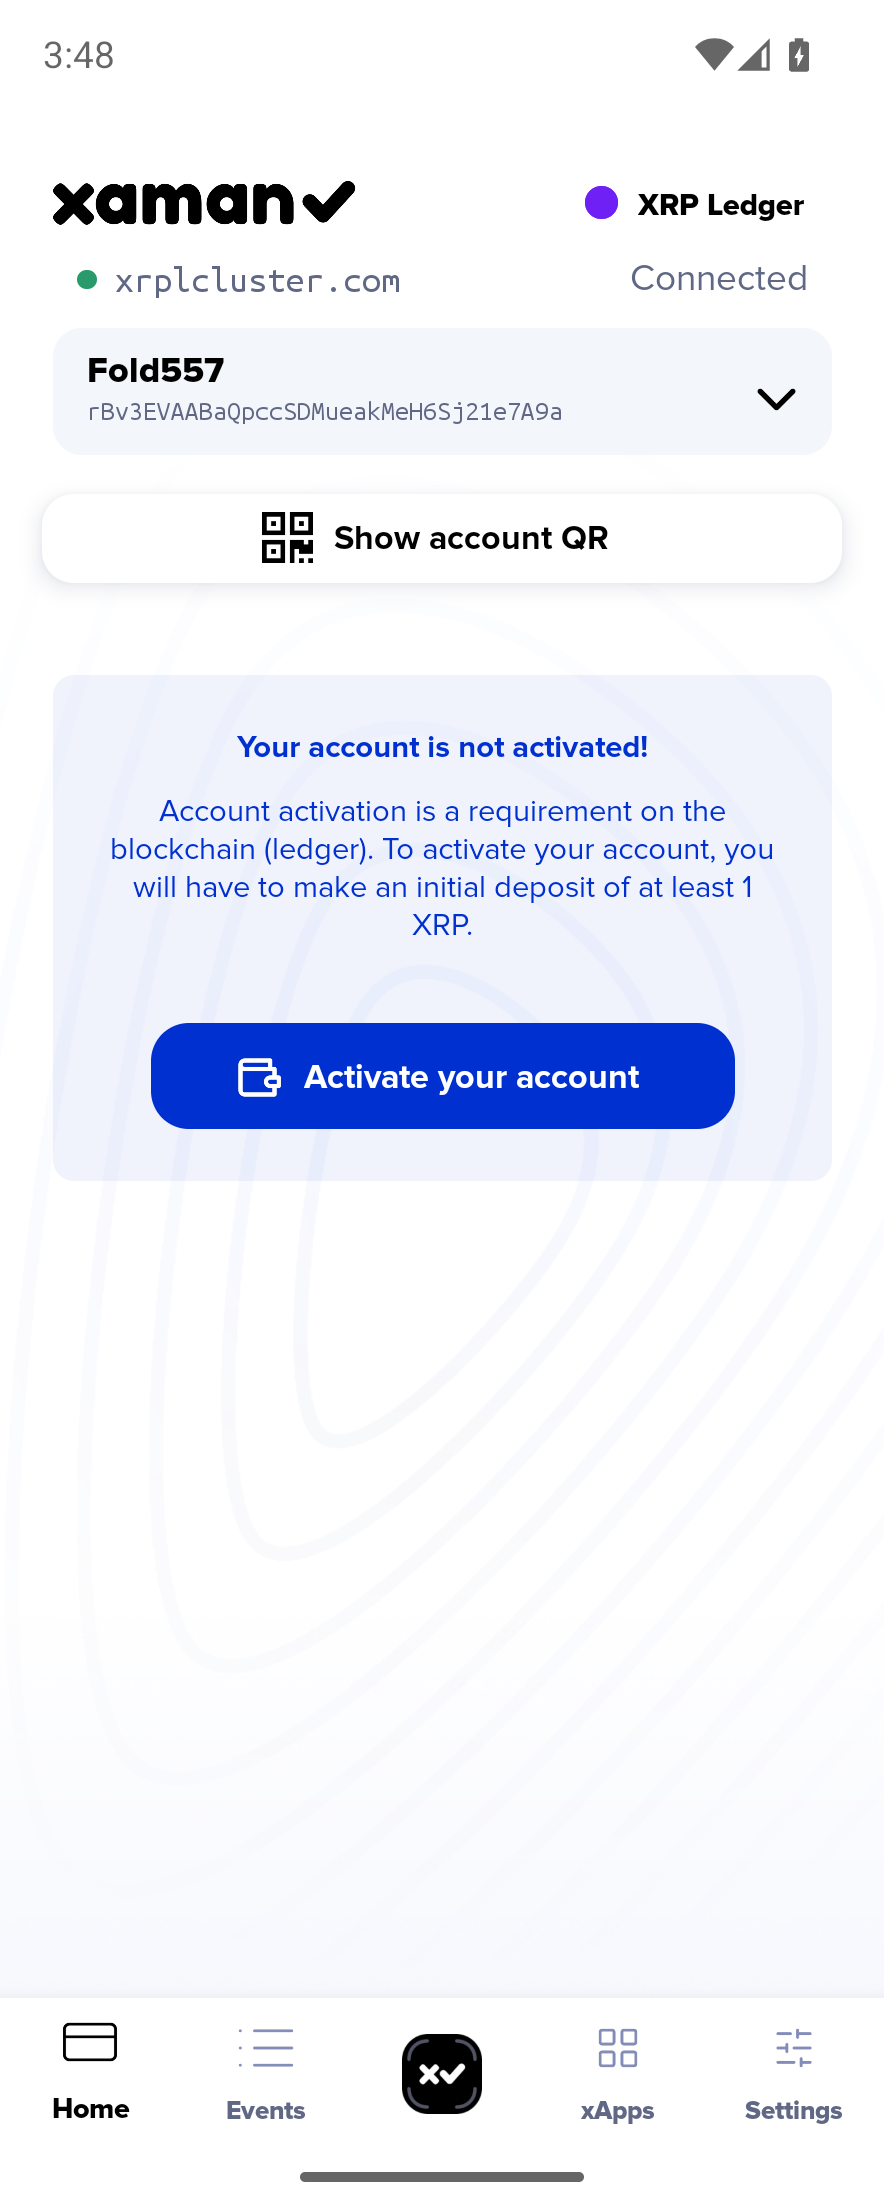 3:48
xaman
XRP Ledger
xrplcluster.com
Connected
Fold557
rBv3EVAABaQpccSDMueakMeH6Sj21e7A9a
Show account QR
Your account is not activated!
Account activation is a requirement on the
blockchain (ledger). To activate your account, you
will have to make an initial deposit of at least 1
XRP.
Activate your account
Home
Events
xApps
Settings